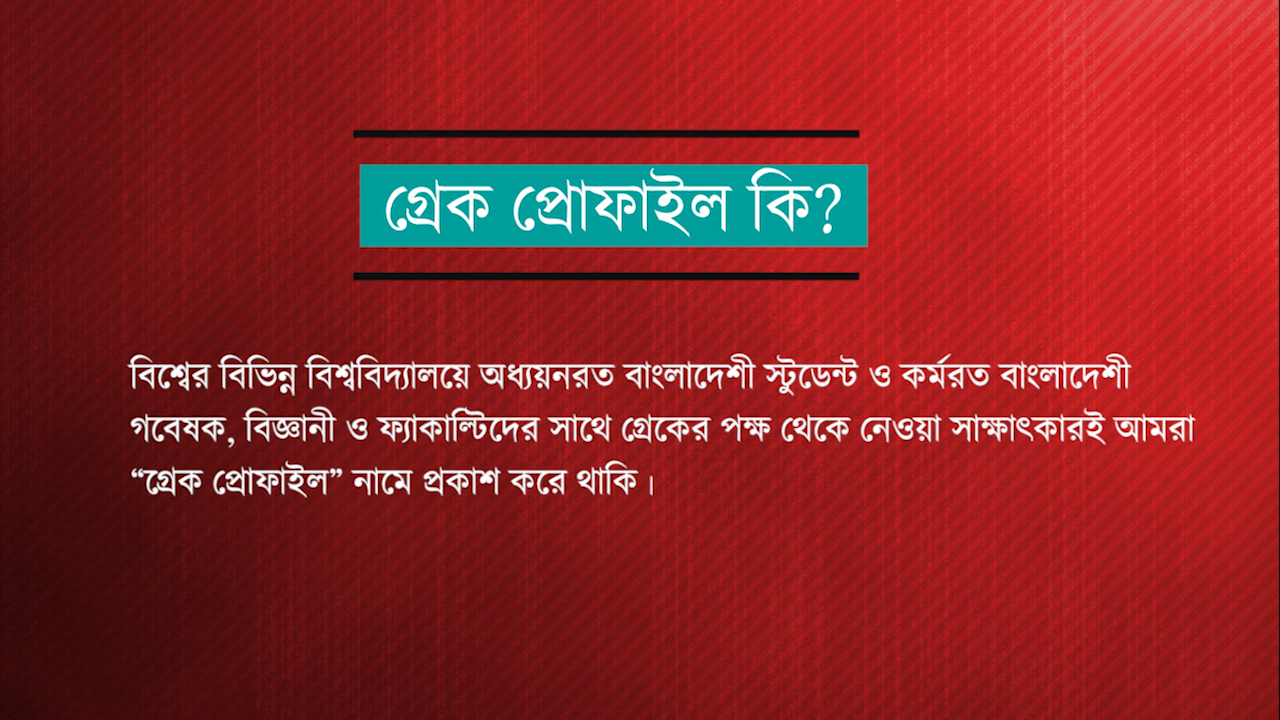 গ্রেক প্রোফাইল কি?
বিশ্বের বিভিন্ন বিশ্ববিদ্যালয়ে অধ্যয়নরত বাংলাদেশী স্টুডেন্ট ও কর্মরত বাংলাদেশী
গবেষক, বিজ্ঞানী ও ফ্যাকাল্টিদের সাথে গ্রেকের পক্ষ থেকে নেওয়া সাক্ষাৎকারই আমরা
“গ্রেক প্রোফাইল” নামে প্রকাশ করে থাকি।